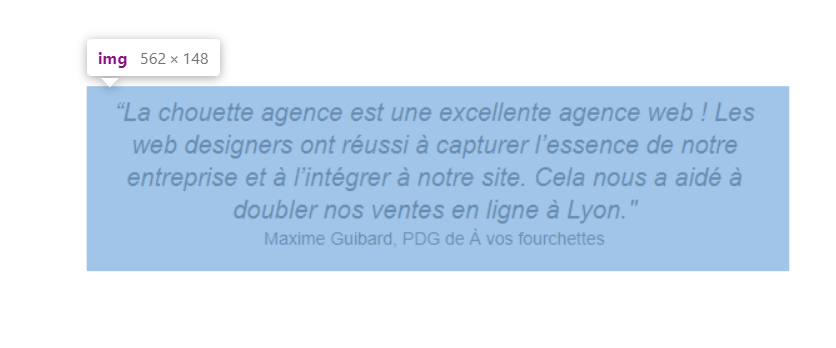 img 562 × 148
“La chouette agence est une excellente agence web ! Les
web designers ont réussi à capturer l’essence de notre
entreprise et à l’intégrer à notre site. Cela nous a aidé à
doubler nos ventes en ligne à Lyon."
Maxime Guibard, PDG de À vos fourchettes